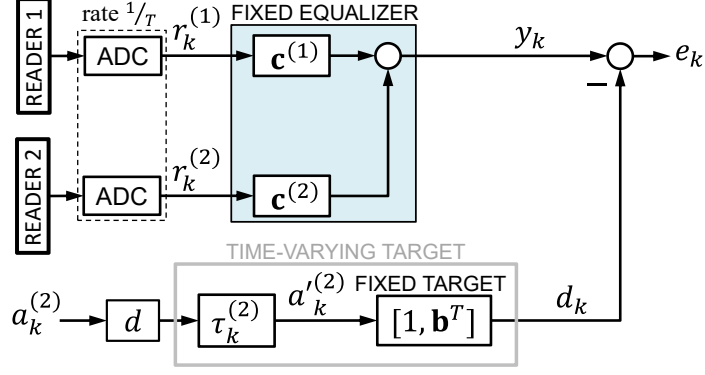 rate 1/T
FIXED EQUALIZER
READER 1
ADC
r_k^(1)
c^(1)
y_k
e_k
−
READER 2
ADC
r_k^(2)
c^(2)
TIME-VARYING TARGET
a_k^(2)
d
τ_k^(2)
a′_k^(2)
FIXED TARGET
[1, b^T]
d_k